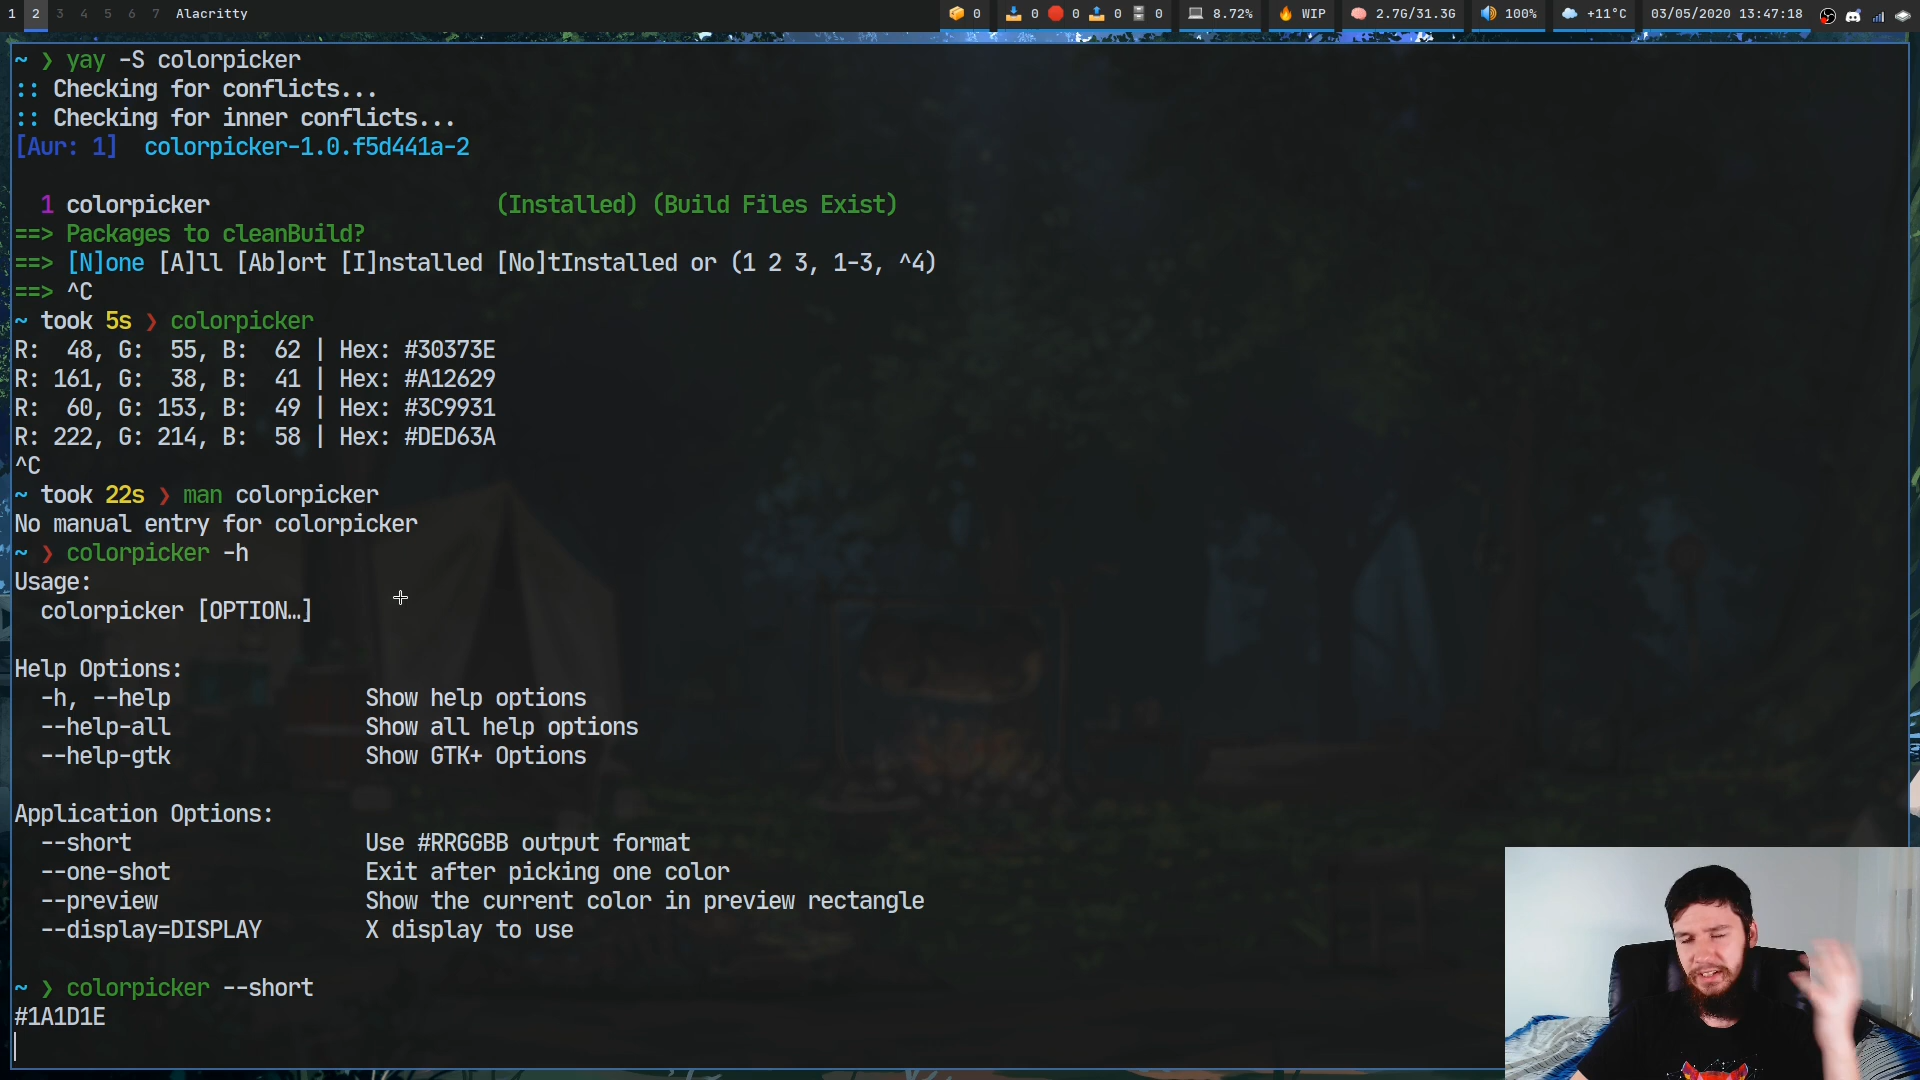 1 2 3 4 5 6 7 Alacritty 0 0 0 0 0 8.72% WIP 2.7G/31.3G 100% +11°C 03/05/2020 13:47:18
~ ❯ yay -S colorpicker
:: Checking for conflicts...
:: Checking for inner conflicts...
[Aur: 1]  colorpicker-1.0.f5d441a-2
1 colorpicker (Installed) (Build Files Exist)
==> Packages to cleanBuild?
==> [N]one [A]ll [Ab]ort [I]nstalled [No]tInstalled or (1 2 3, 1-3, ^4)
==> ^C
~ took 5s ❯ colorpicker
R:  48, G:  55, B:  62 | Hex: #30373E
R: 161, G:  38, B:  41 | Hex: #A12629
R:  60, G: 153, B:  49 | Hex: #3C9931
R: 222, G: 214, B:  58 | Hex: #DED63A
^C
~ took 22s ❯ man colorpicker
No manual entry for colorpicker
~ ❯ colorpicker -h
Usage:
colorpicker [OPTION…]
Help Options:
-h, --help Show help options
--help-all Show all help options
--help-gtk Show GTK+ Options
Application Options:
--short Use #RRGGBB output format
--one-shot Exit after picking one color
--preview Show the current color in preview rectangle
--display=DISPLAY X display to use
~ ❯ colorpicker --short
#1A1D1E